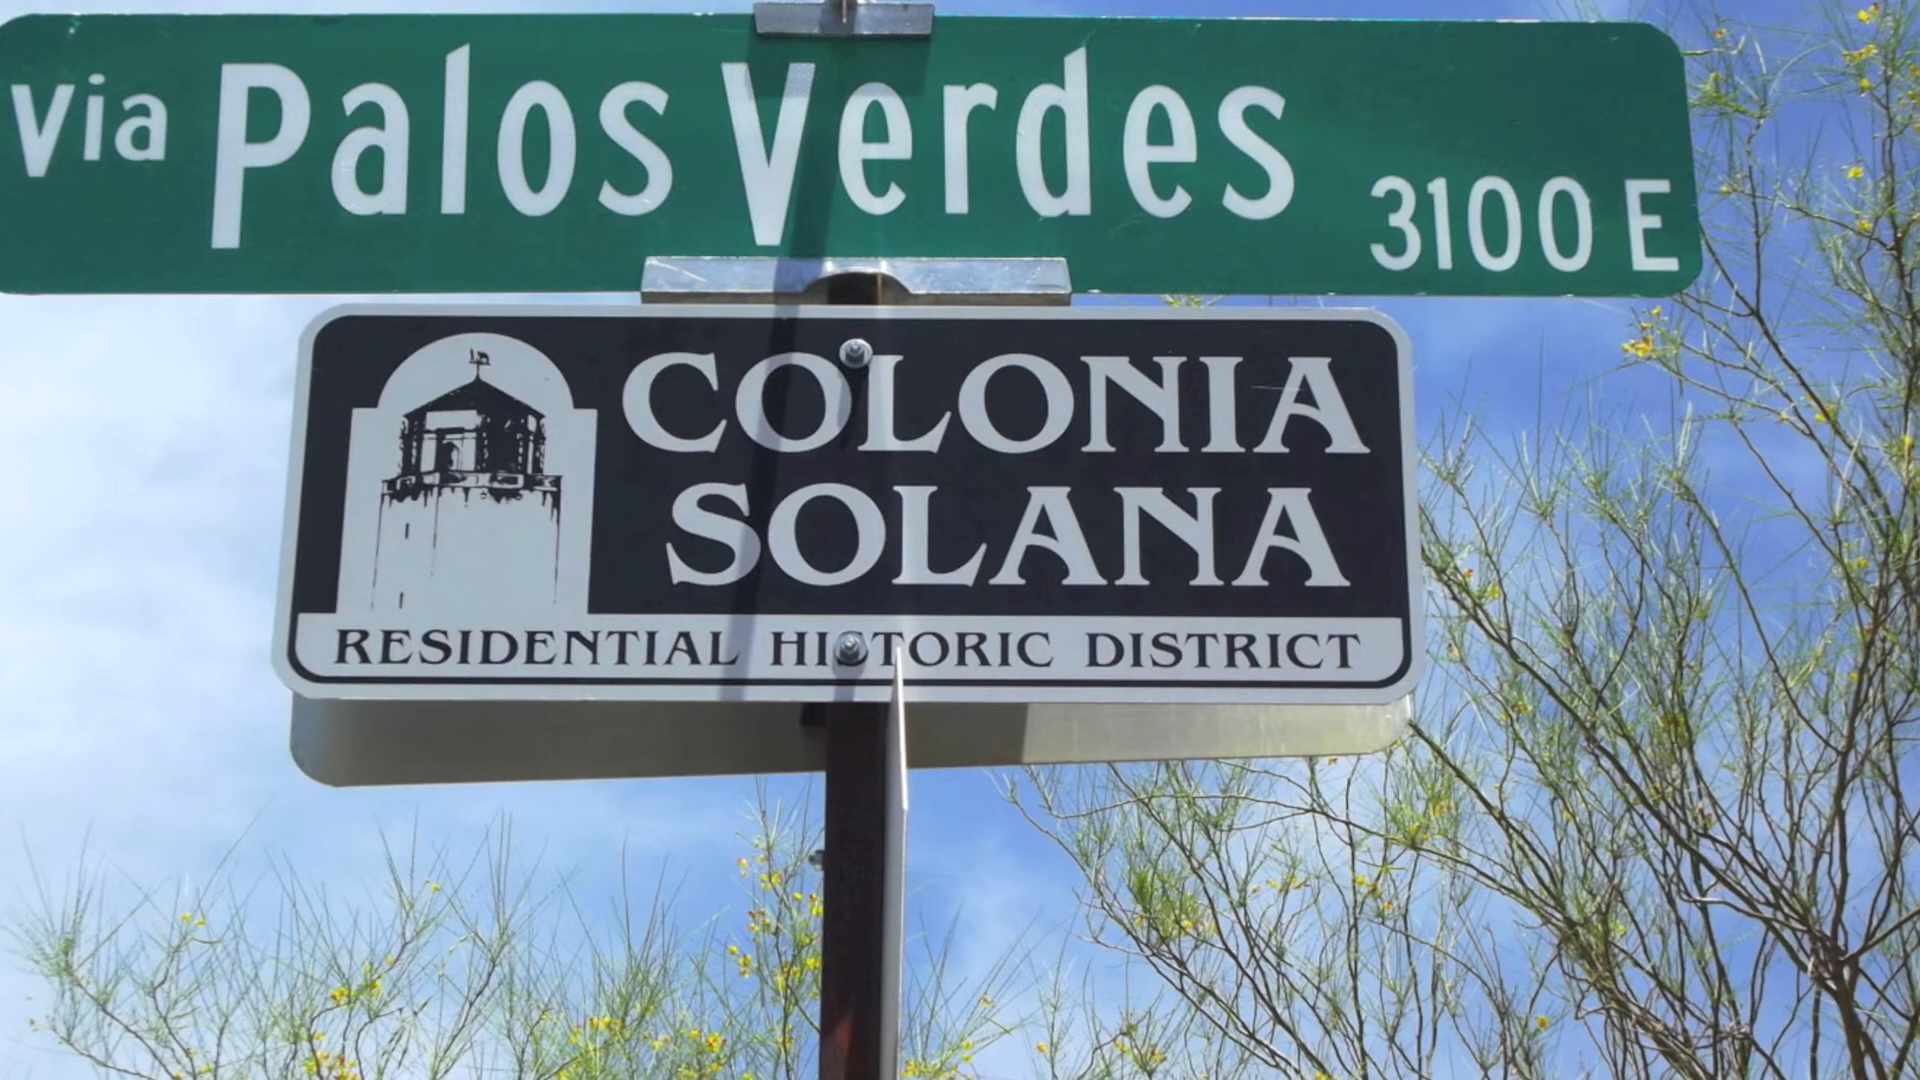 Via Palos Verdes 3100 E
COLONIA
SOLANA
RESIDENTIAL HISTORIC DISTRICT